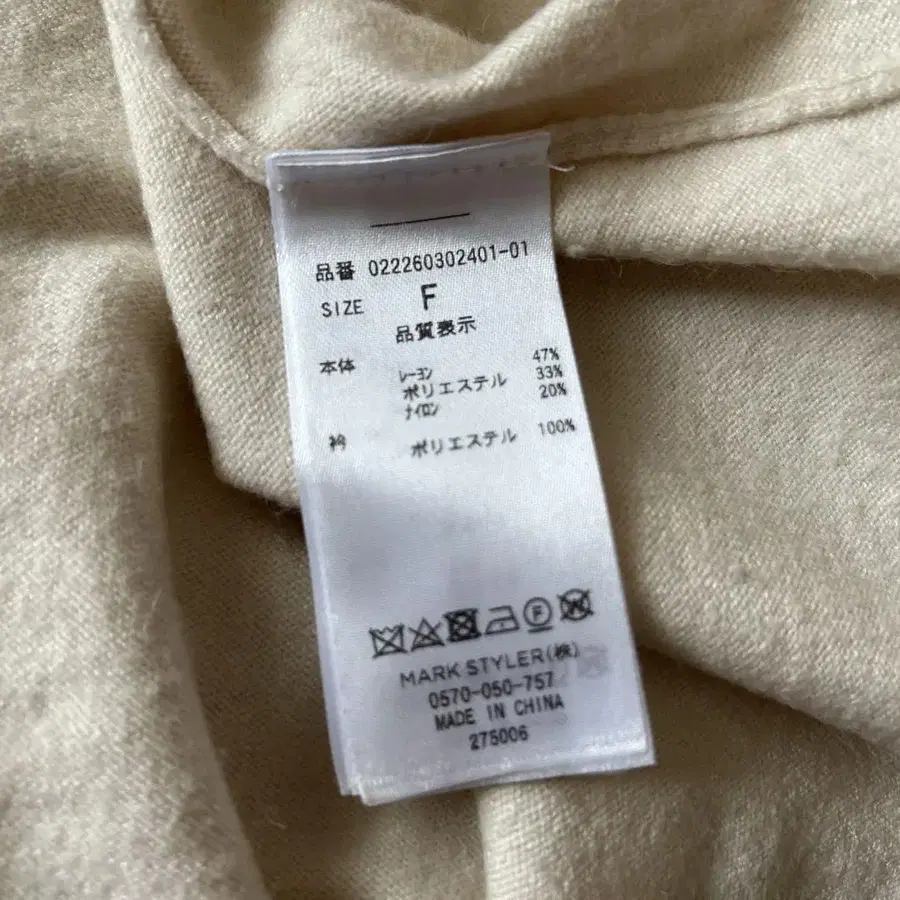 品番 022260302401-01
SIZE F
品質表示
本体 レーヨン 47%
ポリエステル 33%
ナイロン 20%
衿 ポリエステル 100%
F W
MARK STYLER(株)
0570-050-757
MADE IN CHINA
275006